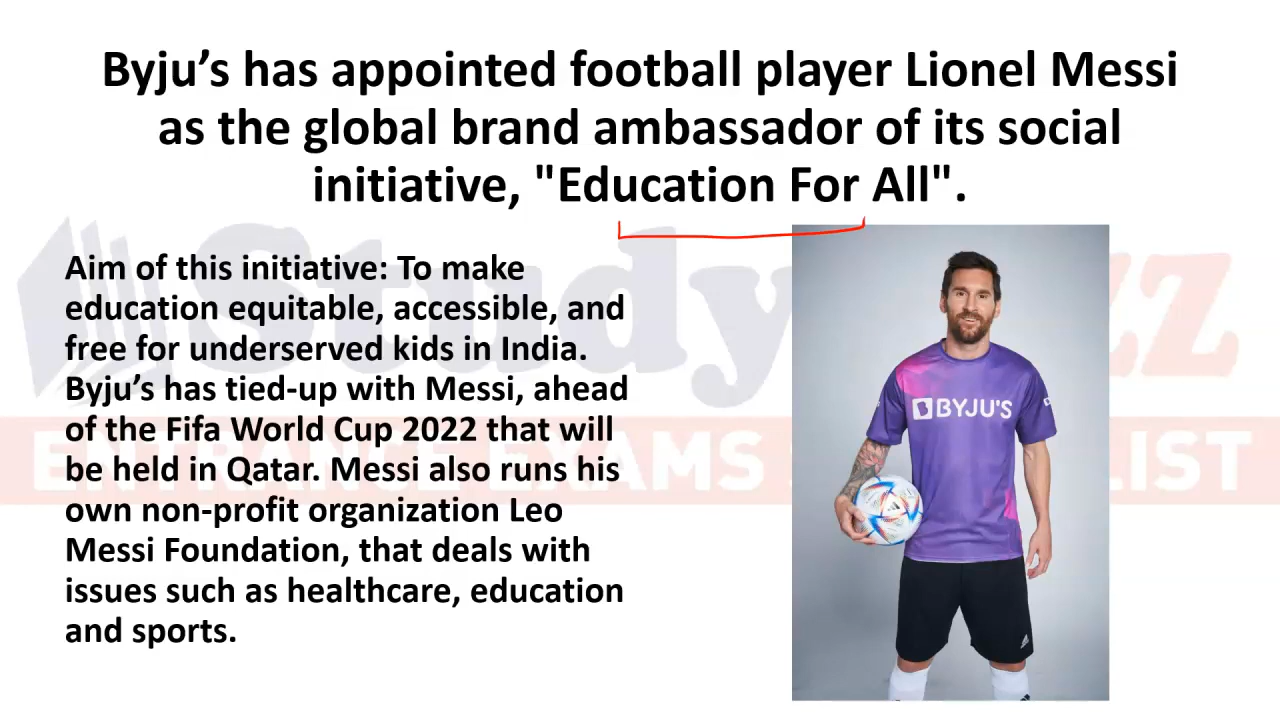 Byju’s has appointed football player Lionel Messi
as the global brand ambassador of its social
initiative, "Education For All".
Aim of this initiative: To make
education equitable, accessible, and
free for underserved kids in India.
Byju’s has tied-up with Messi, ahead
of the Fifa World Cup 2022 that will
be held in Qatar. Messi also runs his
own non-profit organization Leo
Messi Foundation, that deals with
issues such as healthcare, education
and sports.
BYJU'S
Study
ENTRANCE EXAMS